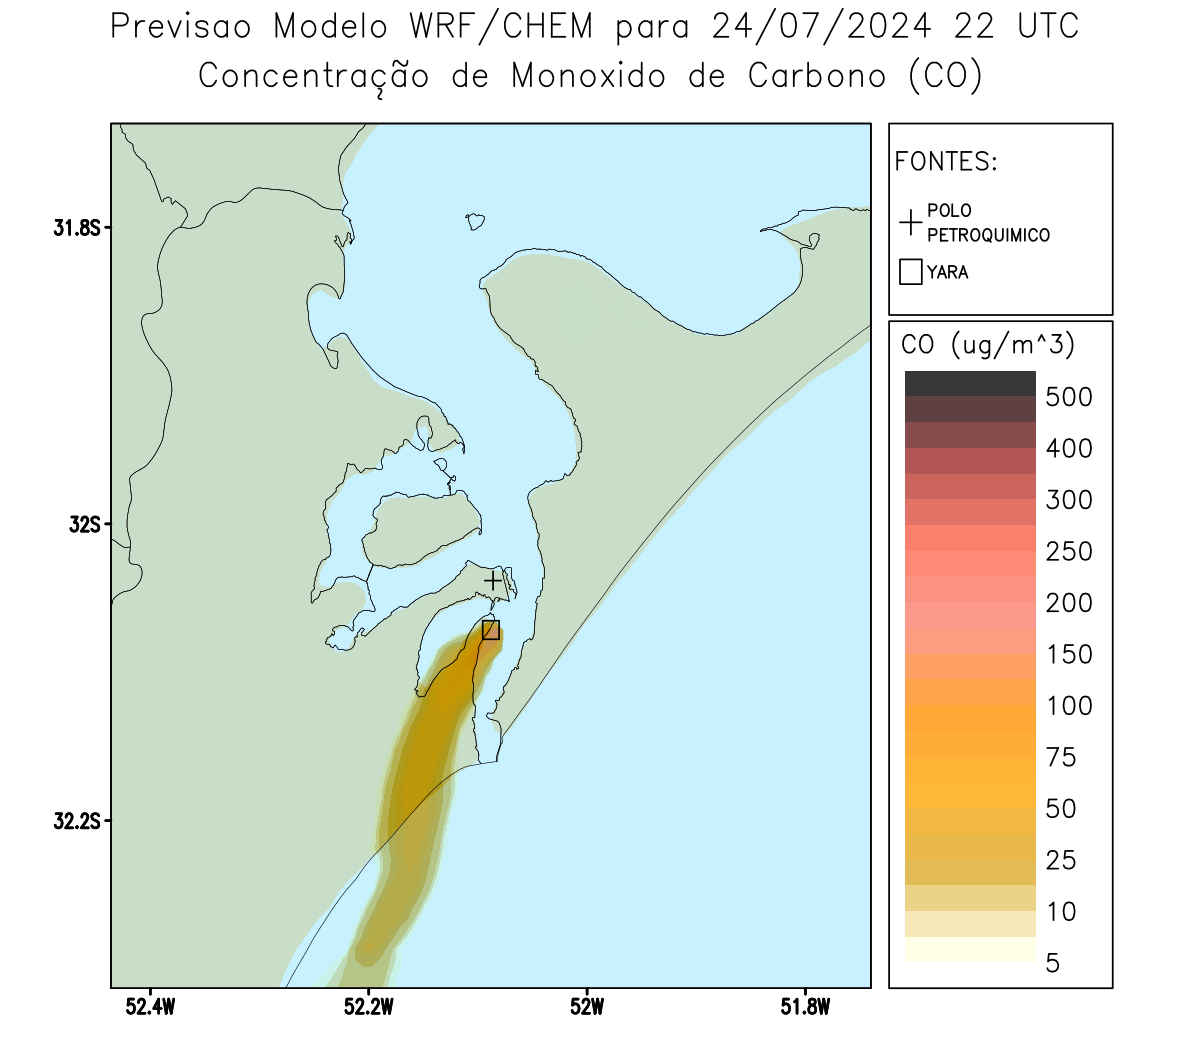 Previsao Modelo WRF/CHEM para 24/07/2024 22 UTC
Concentração de Monoxido de Carbono (CO)
FONTES:
POLO
PETROQUIMICO
YARA
CO (ug/m^3)
500
400
300
250
200
150
100
75
50
25
10
5
31.8S
32S
32.2S
52.4W
52.2W
52W
51.8W